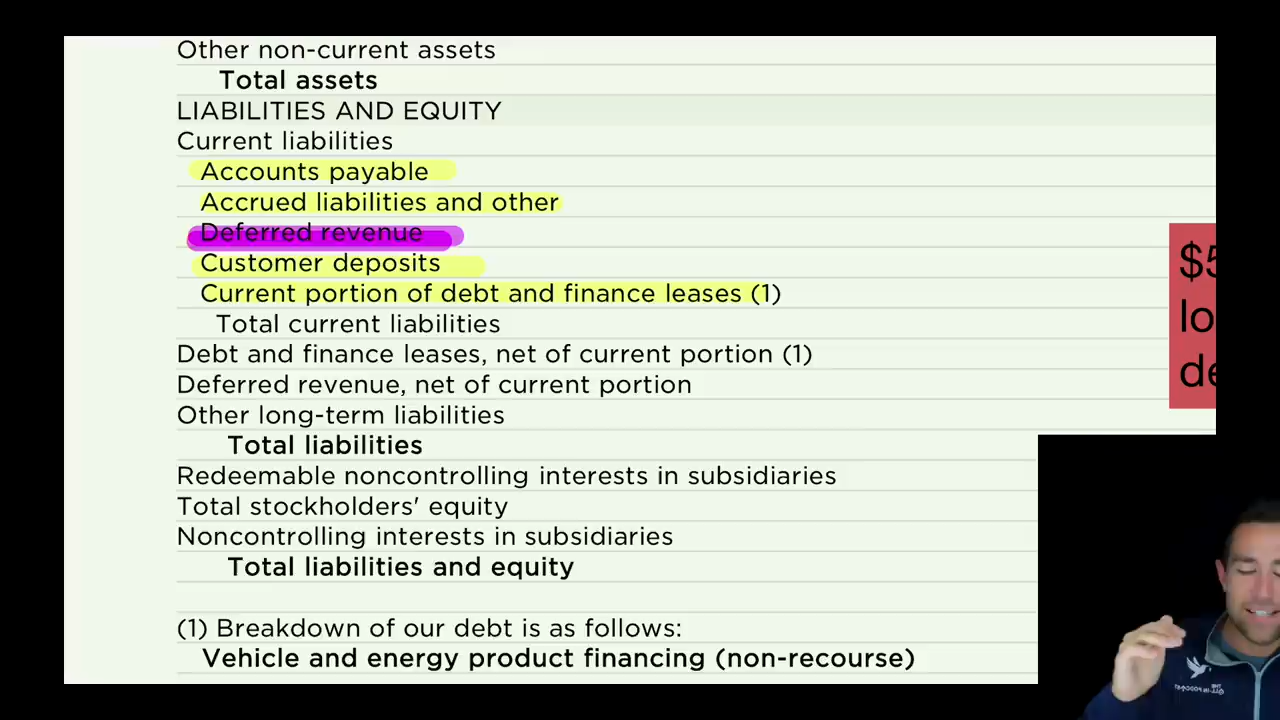 Other non-current assets
Total assets
LIABILITIES AND EQUITY
Current liabilities
Accounts payable
Accrued liabilities and other
Deferred revenue
Customer deposits
Current portion of debt and finance leases (1)
Total current liabilities
Debt and finance leases, net of current portion (1)
Deferred revenue, net of current portion
Other long-term liabilities
Total liabilities
Redeemable noncontrolling interests in subsidiaries
Total stockholders' equity
Noncontrolling interests in subsidiaries
Total liabilities and equity
(1) Breakdown of our debt is as follows:
Vehicle and energy product financing (non-recourse)
$5
lo
de